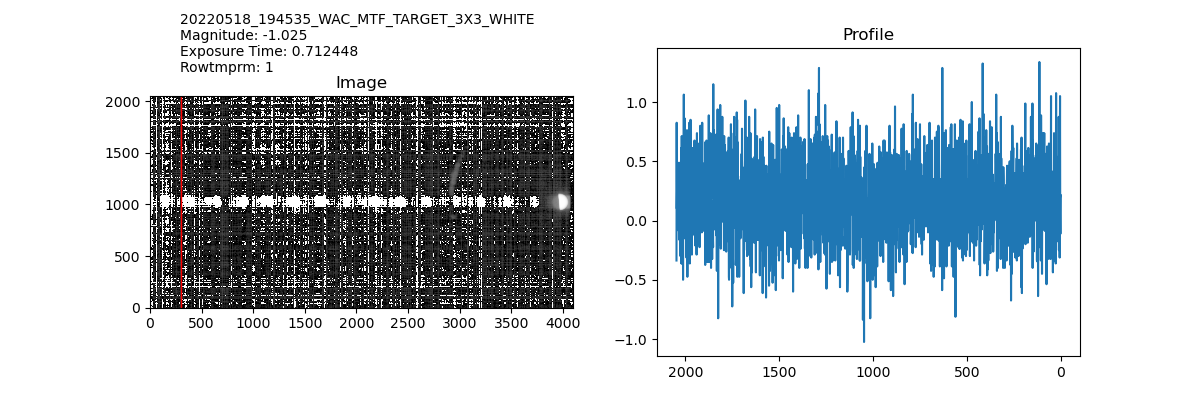 20220518_194535_WAC_MTF_TARGET_3X3_WHITE
Magnitude: -1.025
Exposure Time: 0.712448
Rowtmprm: 1
Image
2000
1500
1000
500
0
0 500 1000 1500 2000 2500 3000 3500 4000
Profile
1.0
0.5
0.0
−0.5
−1.0
2000 1500 1000 500 0